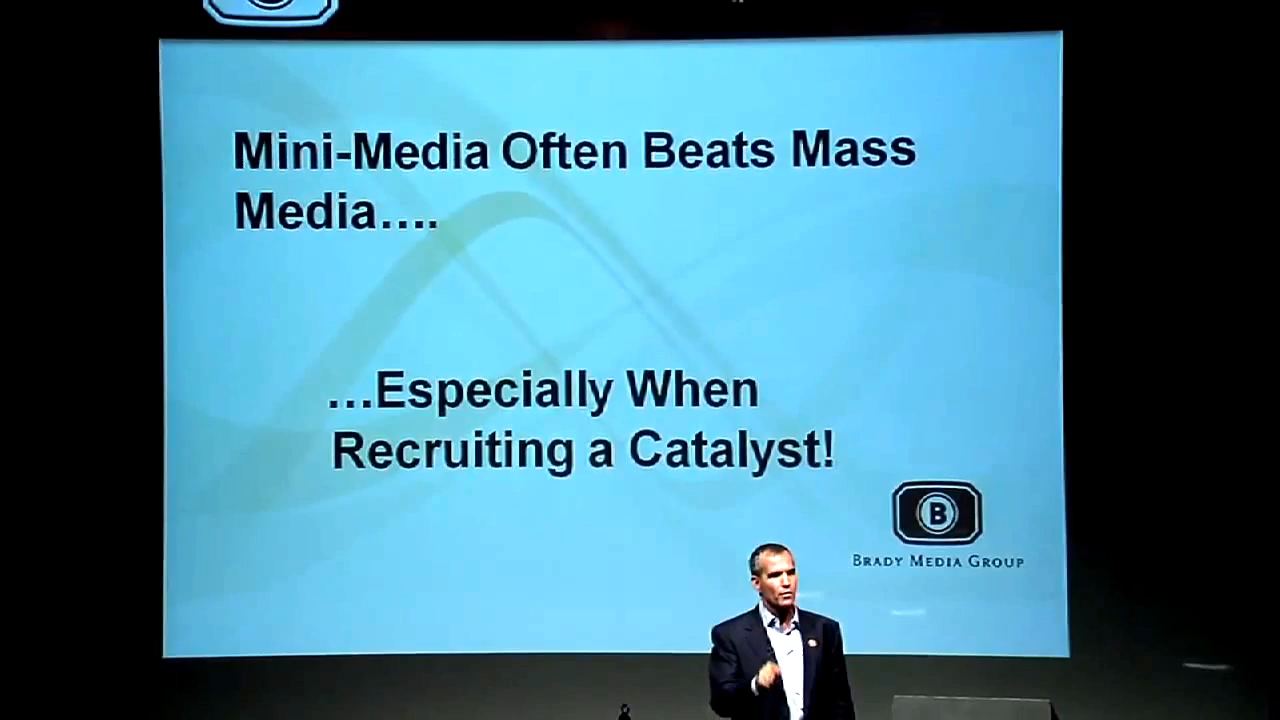 Mini-Media Often Beats Mass
Media....
...Especially When
Recruiting a Catalyst!
B
BRADY MEDIA GROUP